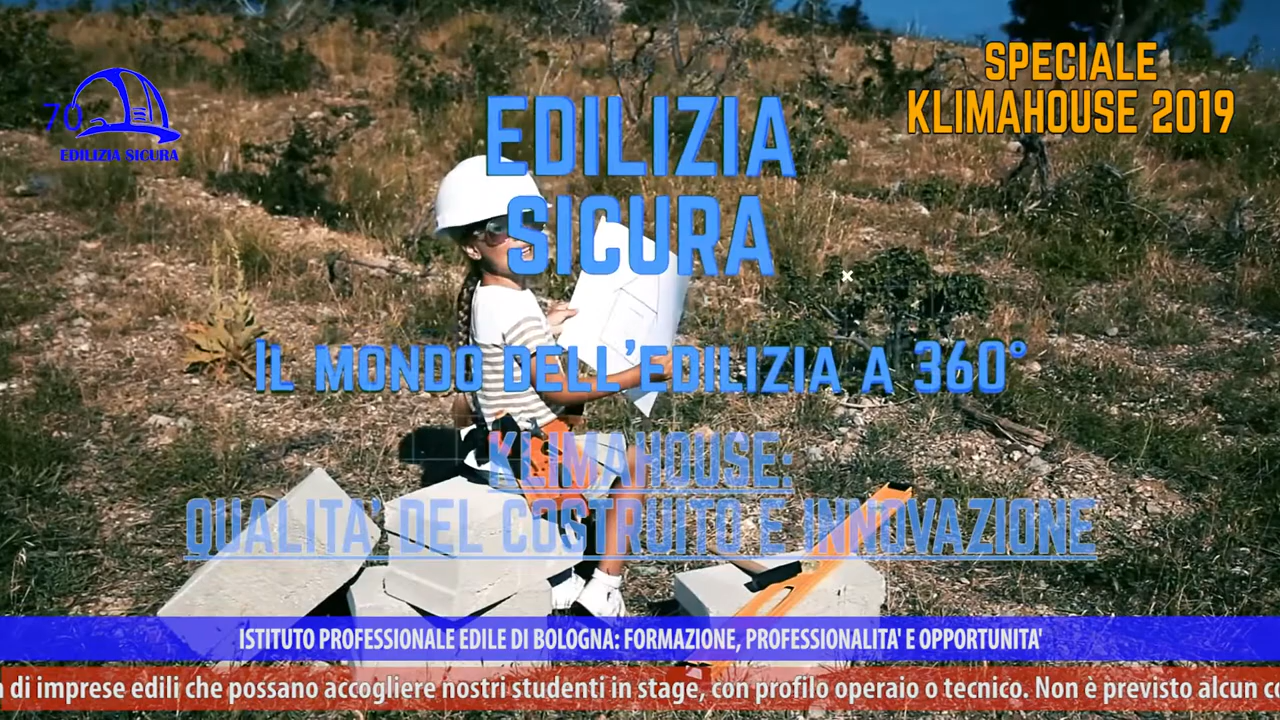 SPECIALE
KLIMAHOUSE 2019
70
EDILIZIA SICURA
EDILIZIA
SICURA
IL MONDO DELL'EDILIZIA A 360°
KLIMAHOUSE:
QUALITA' DEL COSTRUITO E INNOVAZIONE
ISTITUTO PROFESSIONALE EDILE DI BOLOGNA: FORMAZIONE, PROFESSIONALITA' E OPPORTUNITA'
di imprese edili che possano accogliere nostri studenti in stage, con profilo operaio o tecnico. Non è previsto alcun